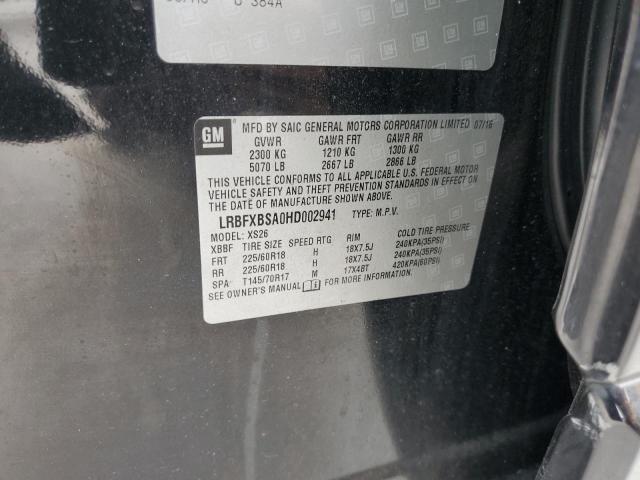 384A
GM
MFD BY SAIC GENERAL MOTORS CORPORATION LIMITED 07/16
GVWR GAWR FRT GAWR RR
2300 KG 1210 KG 1300 KG
5070 LB 2667 LB 2866 LB
THIS VEHICLE CONFORMS TO ALL APPLICABLE U.S. FEDERAL MOTOR
VEHICLE SAFETY AND THEFT PREVENTION STANDARDS IN EFFECT ON
THE DATE OF MANUFACTURE SHOWN ABOVE.
LRBFXBSA0HD002941 TYPE: M.P.V.
MODEL: XS26
XBBF TIRE SIZE SPEED RTG RIM COLD TIRE PRESSURE
FRT 225/60R18 H 18X7.5J 240KPA(35PSI)
RR 225/60R18 H 18X7.5J 240KPA(35PSI)
SPA T145/70R17 M 17X4BT 420KPA(60PSI)
SEE OWNER'S MANUAL i FOR MORE INFORMATION.